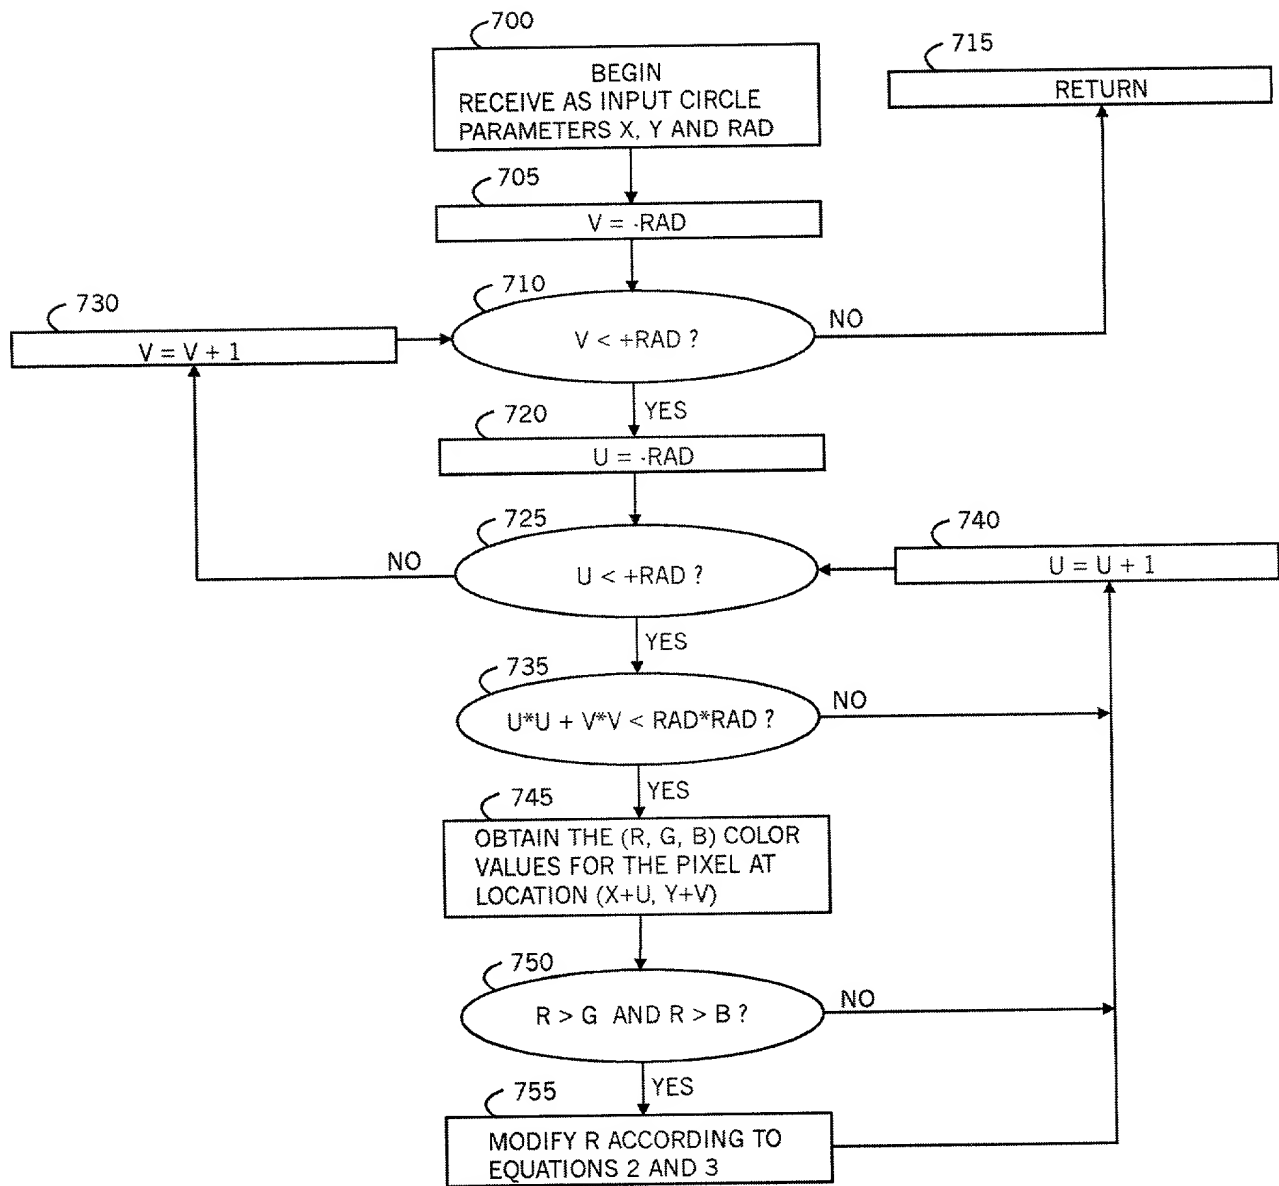 700
BEGIN
RECEIVE AS INPUT CIRCLE
PARAMETERS X, Y AND RAD
715
RETURN
705
V = -RAD
710
V < +RAD ?
NO
730
V = V + 1
YES
720
U = -RAD
725
U < +RAD ?
NO
740
U = U + 1
YES
735
U*U + V*V < RAD*RAD ?
NO
YES
745
OBTAIN THE (R, G, B) COLOR
VALUES FOR THE PIXEL AT
LOCATION (X+U, Y+V)
750
R > G AND R > B ?
NO
YES
755
MODIFY R ACCORDING TO
EQUATIONS 2 AND 3